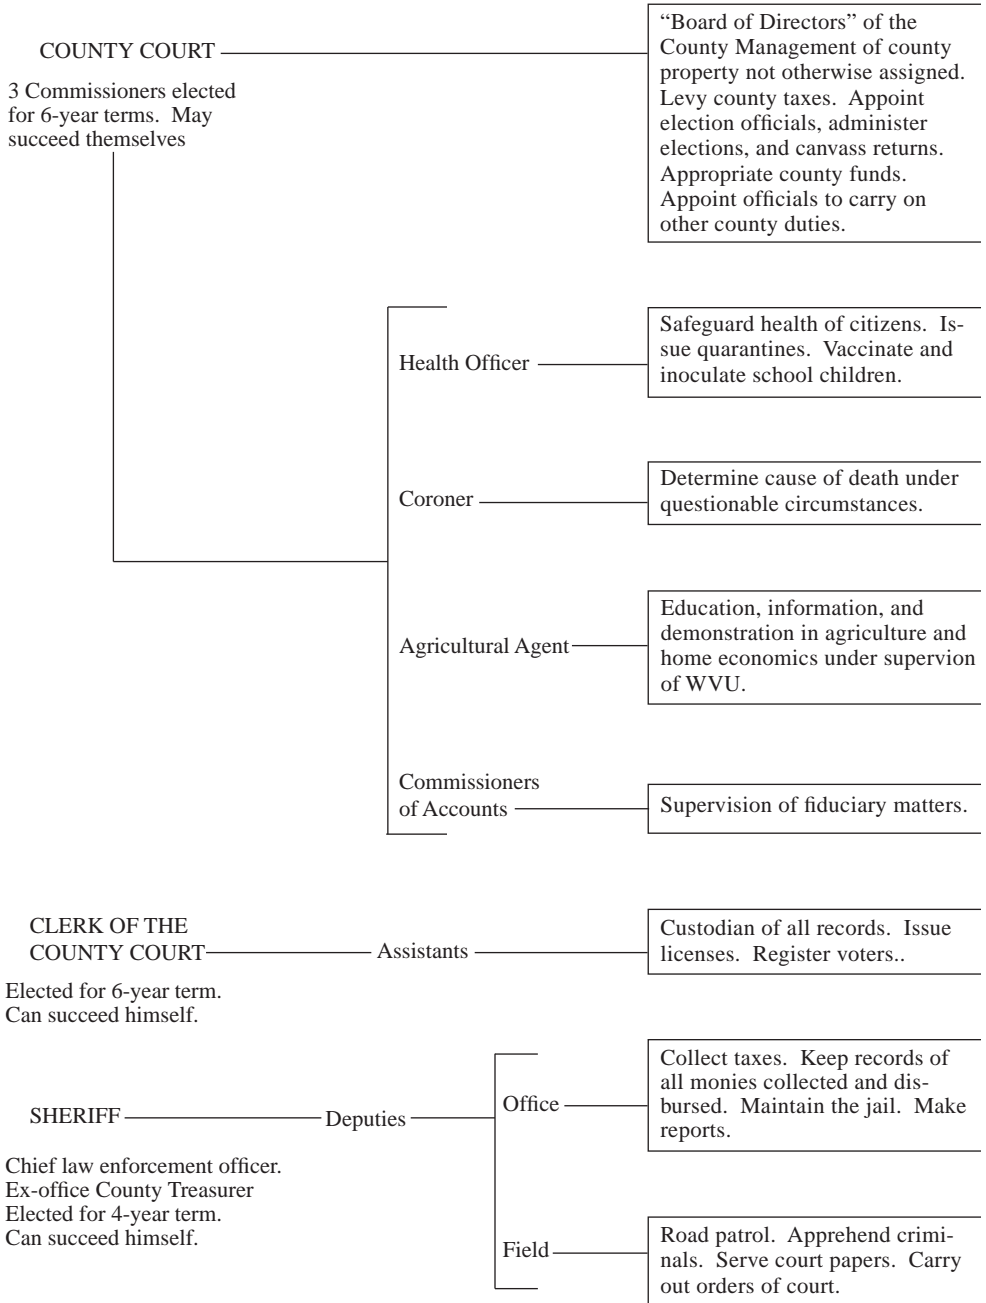 COUNTY COURT
3 Commissioners elected
for 6-year terms. May
succeed themselves
“Board of Directors” of the
County Management of county
property not otherwise assigned.
Levy county taxes. Appoint
election officials, administer
elections, and canvass returns.
Appropriate county funds.
Appoint officials to carry on
other county duties.
Health Officer
Safeguard health of citizens. Is-
sue quarantines. Vaccinate and
inoculate school children.
Coroner
Determine cause of death under
questionable circumstances.
Agricultural Agent
Education, information, and
demonstration in agriculture and
home economics under supervion
of WVU.
Commissioners
of Accounts
Supervision of fiduciary matters.
CLERK OF THE
COUNTY COURT
Elected for 6-year term.
Can succeed himself.
Assistants
Custodian of all records. Issue
licenses. Register voters..
SHERIFF
Chief law enforcement officer.
Ex-office County Treasurer
Elected for 4-year term.
Can succeed himself.
Deputies
Office
Collect taxes. Keep records of
all monies collected and dis-
bursed. Maintain the jail. Make
reports.
Field
Road patrol. Apprehend crimi-
nals. Serve court papers. Carry
out orders of court.